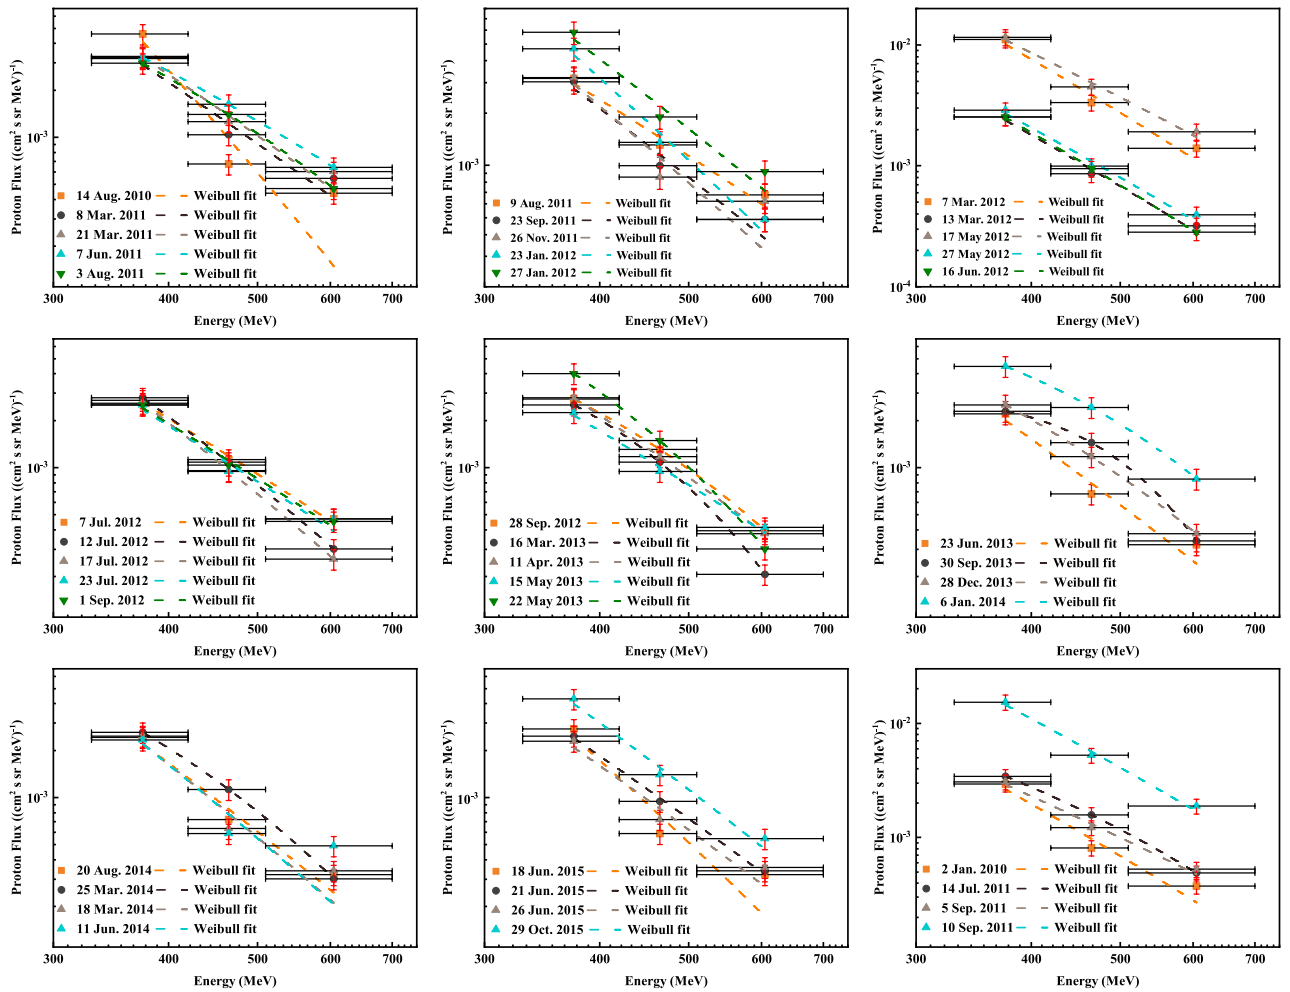 Proton Flux ((cm² s sr MeV)⁻¹)
10⁻³
14 Aug. 2010 Weibull fit
8 Mar. 2011 Weibull fit
21 Mar. 2011 Weibull fit
7 Jun. 2011 Weibull fit
3 Aug. 2011 Weibull fit
300 400 500 600 700
Energy (MeV)
Proton Flux ((cm² s sr MeV)⁻¹)
10⁻³
9 Aug. 2011 Weibull fit
23 Sep. 2011 Weibull fit
26 Nov. 2011 Weibull fit
23 Jan. 2012 Weibull fit
27 Jan. 2012 Weibull fit
300 400 500 600 700
Energy (MeV)
Proton Flux ((cm² s sr MeV)⁻¹)
10⁻²
10⁻³
10⁻⁴
7 Mar. 2012 Weibull fit
13 Mar. 2012 Weibull fit
17 May 2012 Weibull fit
27 May 2012 Weibull fit
16 Jun. 2012 Weibull fit
300 400 500 600 700
Energy (MeV)
Proton Flux ((cm² s sr MeV)⁻¹)
10⁻³
7 Jul. 2012 Weibull fit
12 Jul. 2012 Weibull fit
17 Jul. 2012 Weibull fit
23 Jul. 2012 Weibull fit
1 Sep. 2012 Weibull fit
300 400 500 600 700
Energy (MeV)
Proton Flux ((cm² s sr MeV)⁻¹)
10⁻³
28 Sep. 2012 Weibull fit
16 Mar. 2013 Weibull fit
11 Apr. 2013 Weibull fit
15 May 2013 Weibull fit
22 May 2013 Weibull fit
300 400 500 600 700
Energy (MeV)
Proton Flux ((cm² s sr MeV)⁻¹)
10⁻³
23 Jun. 2013 Weibull fit
30 Sep. 2013 Weibull fit
28 Dec. 2013 Weibull fit
6 Jan. 2014 Weibull fit
300 400 500 600 700
Energy (MeV)
Proton Flux ((cm² s sr MeV)⁻¹)
10⁻³
20 Aug. 2014 Weibull fit
25 Mar. 2014 Weibull fit
18 Mar. 2014 Weibull fit
11 Jun. 2014 Weibull fit
300 400 500 600 700
Energy (MeV)
Proton Flux ((cm² s sr MeV)⁻¹)
10⁻³
18 Jun. 2015 Weibull fit
21 Jun. 2015 Weibull fit
26 Jun. 2015 Weibull fit
29 Oct. 2015 Weibull fit
300 400 500 600 700
Energy (MeV)
Proton Flux ((cm² s sr MeV)⁻¹)
10⁻²
10⁻³
2 Jan. 2010 Weibull fit
14 Jul. 2011 Weibull fit
5 Sep. 2011 Weibull fit
10 Sep. 2011 Weibull fit
300 400 500 600 700
Energy (MeV)